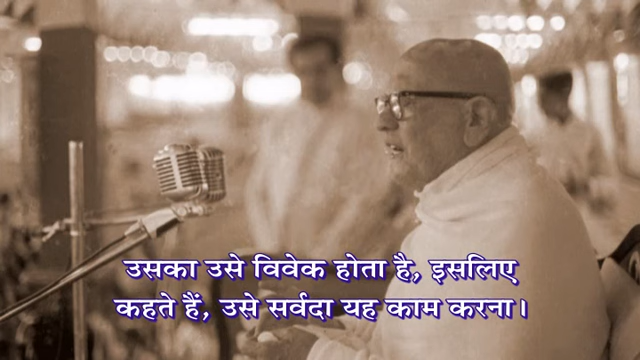 उसका उसे विवेक होता है, इसलिए
कहते हैं, उसे सर्वदा यह काम करना।